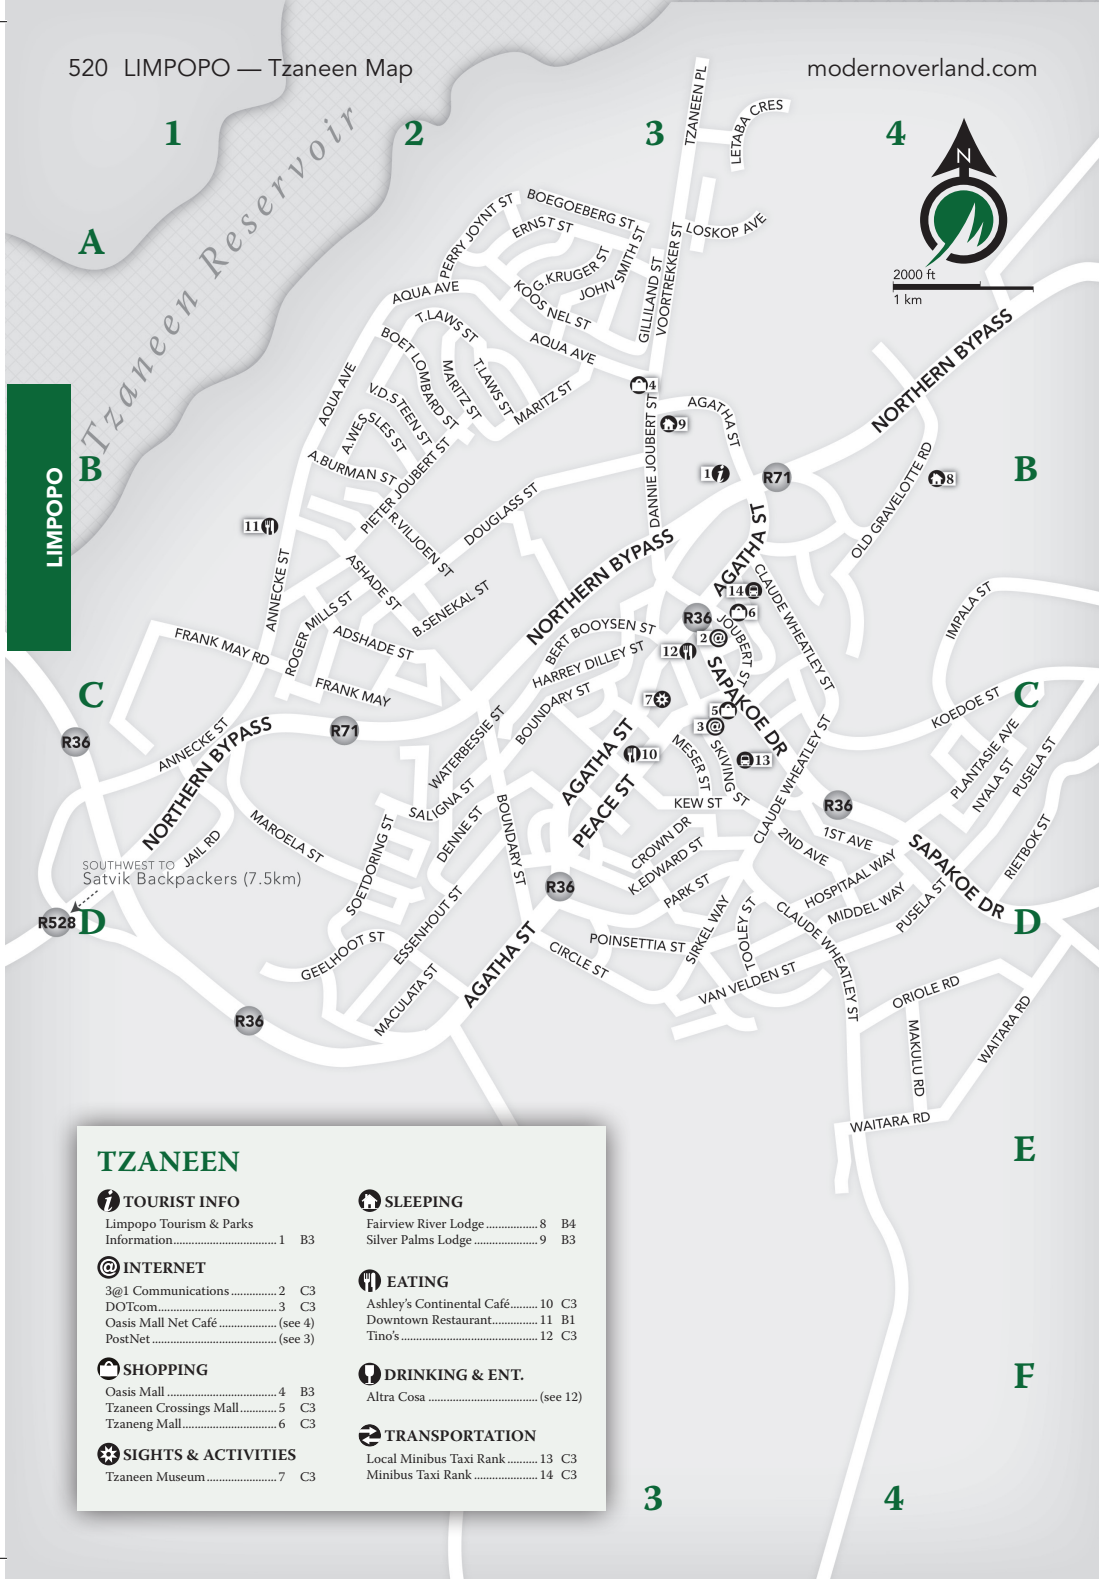 520 LIMPOPO — Tzaneen Map
modernoverland.com
1
2
3
4
TZANEEN PL
LETABA CRES
N
Tzaneen Reservoir
A
PERRY JOYNT ST
BOEGOEBERG ST
ERNST ST
LOSKOP AVE
G.KRUGER ST
JOHN SMITH ST
GILLILAND ST
VOORTREKKER ST
2000 ft
1 km
AQUA AVE
KOOS NEL ST
T.LAWS ST
AQUA AVE
NORTHERN BYPASS
BOET LOMBARD ST
MARITZ ST
T.LAWS ST
MARITZ ST
AQUA AVE
V.D.STEEN ST
4
AGATHA ST
9
A.WESSLES ST
DANNIE JOUBERT ST
LIMPOPO
B
A.BURMAN ST
PIETER JOUBERT ST
1
R71
8
B
OLD GRAVELOTTE RD
DOUGLASS ST
11
R.VILJOEN ST
AGATHA ST
NORTHERN BYPASS
ANNECKE ST
ASHADE ST
CLAUDE WHEATLEY ST
14
IMPALA ST
ROGER MILLS ST
B.SENEKAL ST
6
R36
JOUBERT ST
FRANK MAY RD
ADSHADE ST
BERT BOOYSEN ST
2
12
HARREY DILLEY ST
SAPAKOE DR
C
FRANK MAY
BOUNDARY ST
7
C
5
KOEDOE ST
R36
ANNECKE ST
R71
3
WATERBESSIE ST
AGATHA ST
10
MESER ST
SKIVING ST
13
CLAUDE WHEATLEY ST
PLANTASIE AVE
NYALA ST
PUSELA ST
NORTHERN BYPASS
SALIGNA ST
BOUNDARY ST
PEACE ST
KEW ST
R36
MAROELA ST
DENNE ST
CROWN DR
2ND AVE
1ST AVE
SAPAKOE DR
RIETBOK ST
JAIL RD
SOUTHWEST TO
Satvik Backpackers (7.5km)
SOETDORING ST
K.EDWARD ST
HOSPITAAL WAY
R36
PARK ST
MIDDEL WAY
PUSELA ST
R528
D
ESSENHOUT ST
CLAUDE WHEATLEY ST
D
GEELHOOT ST
POINSETTIA ST
SIRKEL WAY
TOOLEY ST
CIRCLE ST
AGATHA ST
VAN VELDEN ST
MACULATA ST
ORIOLE RD
R36
MAKULU RD
WAITARA RD
WAITARA RD
E
TZANEEN
TOURIST INFO
Limpopo Tourism & Parks
Information..................................1 B3
INTERNET
3@1 Communications...............2 C3
DOTcom.......................................3 C3
Oasis Mall Net Café...................(see 4)
PostNet.........................................(see 3)
SHOPPING
Oasis Mall....................................4 B3
Tzaneen Crossings Mall............5 C3
Tzaneng Mall...............................6 C3
SIGHTS & ACTIVITIES
Tzaneen Museum.......................7 C3
SLEEPING
Fairview River Lodge.................8 B4
Silver Palms Lodge.....................9 B3
EATING
Ashley's Continental Café.........10 C3
Downtown Restaurant...............11 B1
Tino's.............................................12 C3
DRINKING & ENT.
Altra Cosa....................................(see 12)
TRANSPORTATION
Local Minibus Taxi Rank..........13 C3
Minibus Taxi Rank.....................14 C3
F
3
4